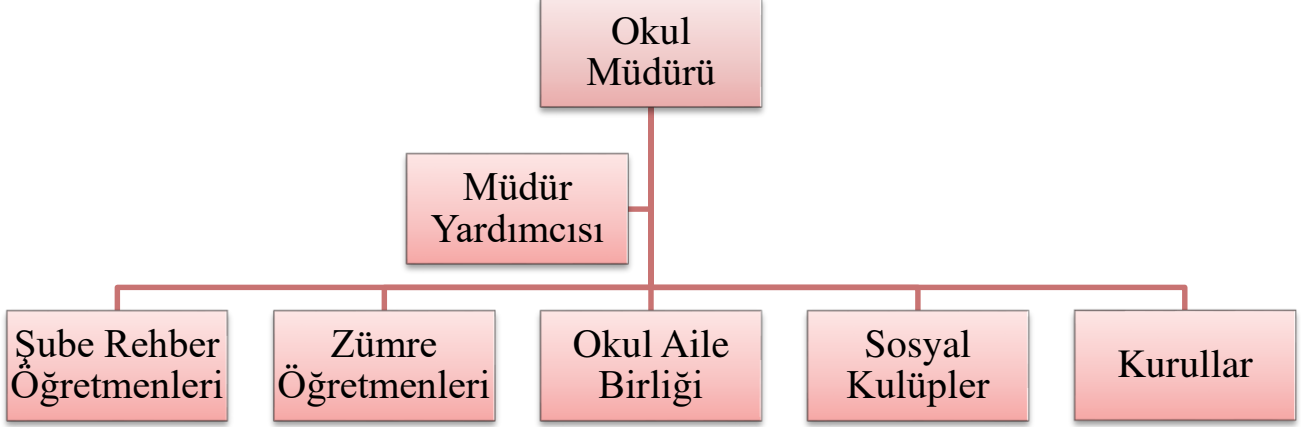 Okul
Müdürü
Müdür
Yardımcısı
Şube Rehber
Öğretmenleri
Zümre
Öğretmenleri
Okul Aile
Birliği
Sosyal
Kulüpler
Kurullar